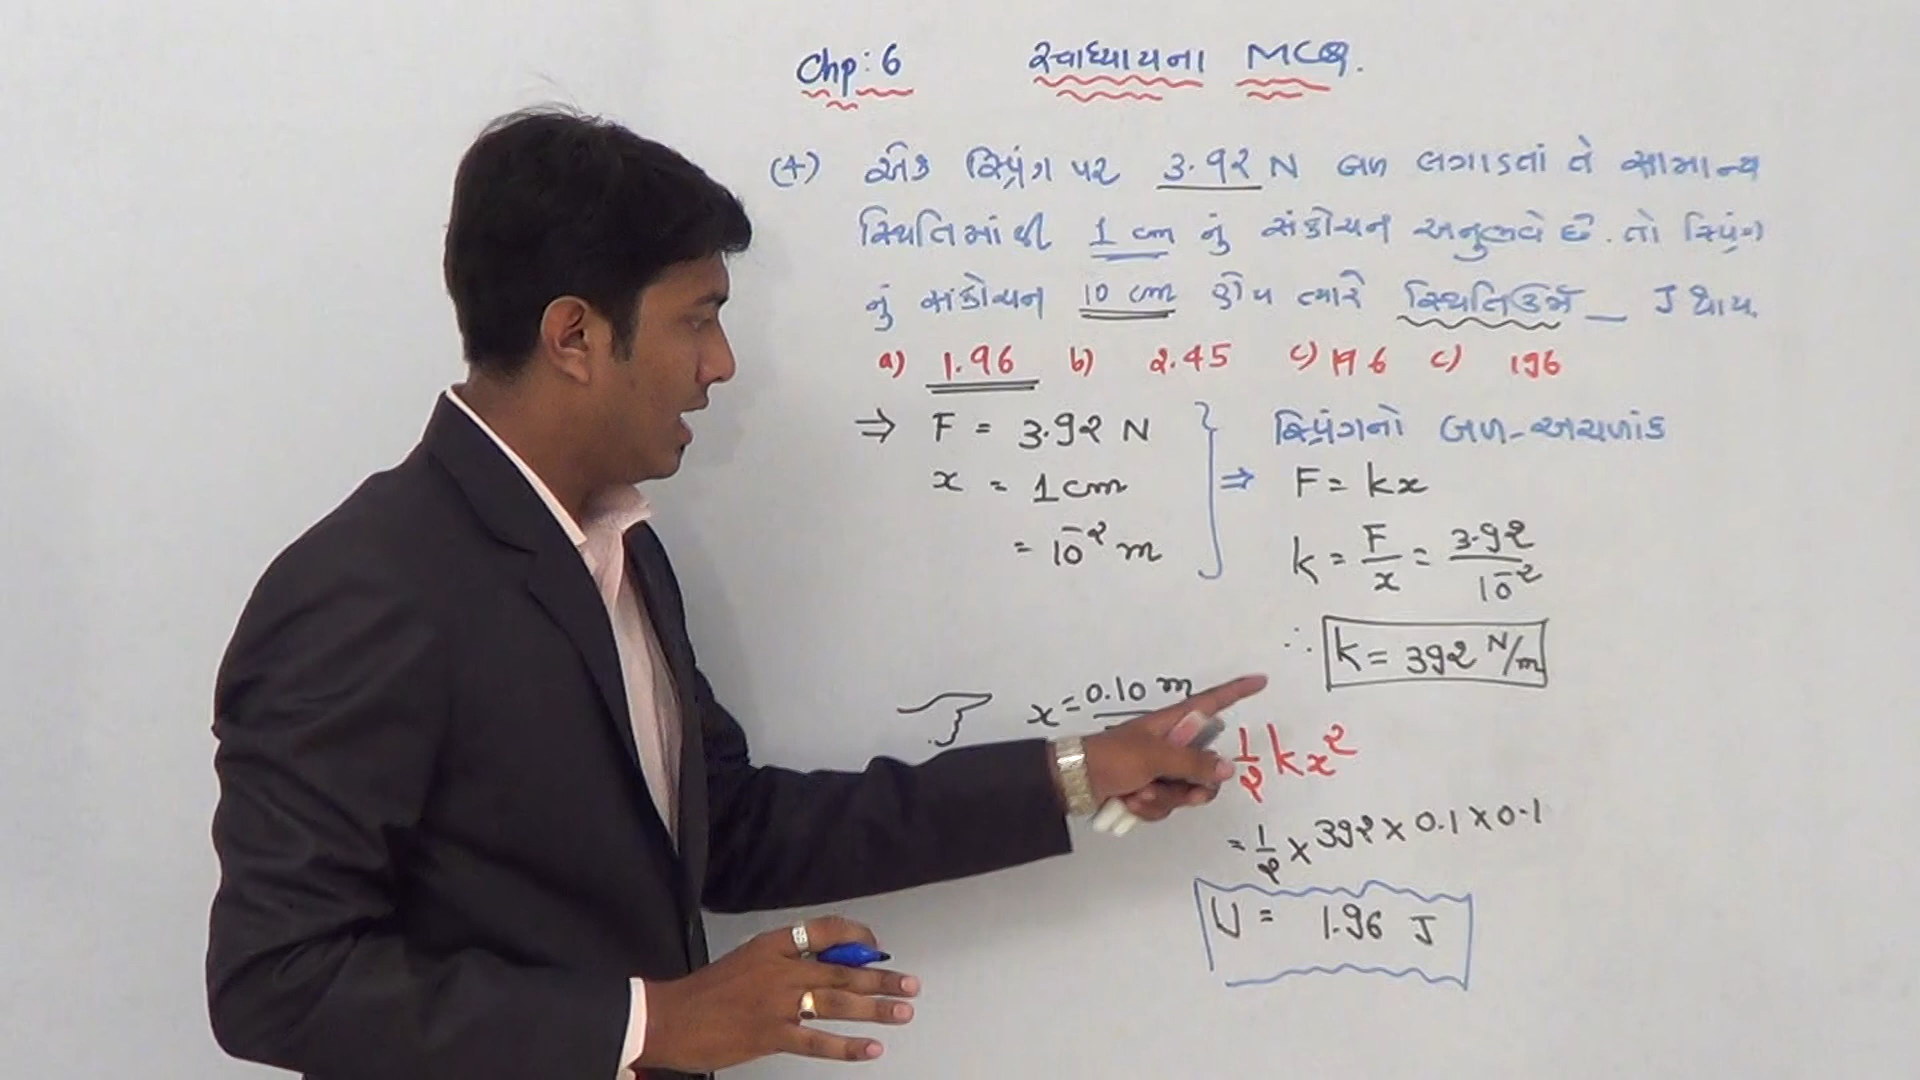 Chp: 6 સ્વાધ્યાયના MCQ.
(4) એક સ્પ્રિંગ પર 3.92 N બળ લગાડતાં તે સામાન્ય
સ્થિતિમાંથી 1 cm નું સંકોચન અનુભવે છે. તો સ્પ્રિંગ
નું સંકોચન 10 cm હોય ત્યારે સ્થિતિઉર્જા _ J થાય.
a) 1.96 b) 2.45 c) 19.6 c) 196
⇒ F = 3.92 N
x = 1 cm
= 10⁻² m
⇒ સ્પ્રિંગનો બળ-અચળાંક
F = kx
k = F/x = 3.92/10⁻²
∴ k = 392 N/m
x = 0.10 m
1/2 kx²
= 1/2 × 392 × 0.1 × 0.1
U = 1.96 J